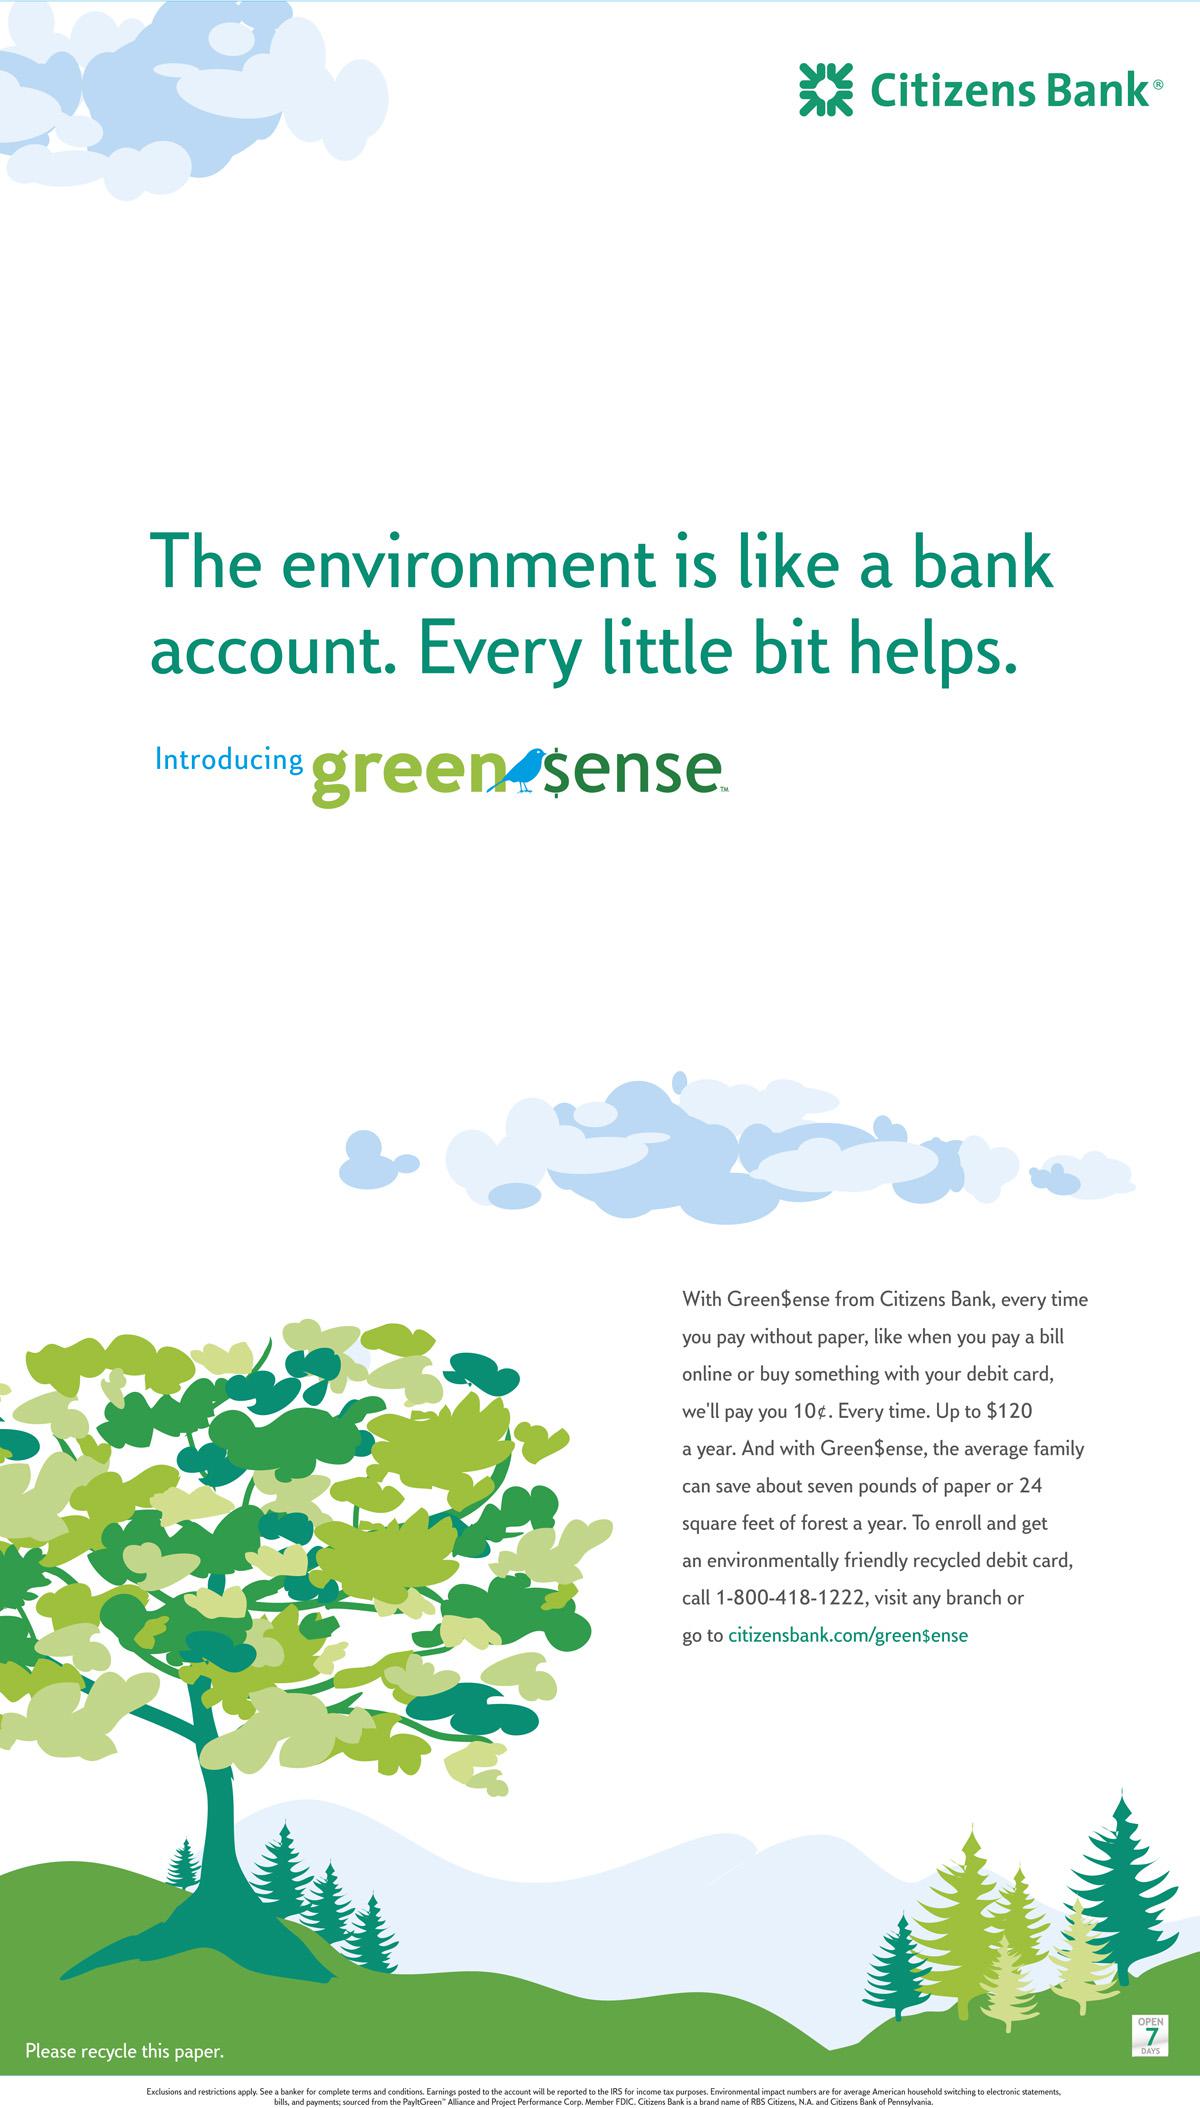 Citizens Bank®
The environment is like a bank
account. Every little bit helps.
Introducing green$ense™
With Green$ense from Citizens Bank, every time
you pay without paper, like when you pay a bill
online or buy something with your debit card,
we'll pay you 10¢. Every time. Up to $120
a year. And with Green$ense, the average family
can save about seven pounds of paper or 24
square feet of forest a year. To enroll and get
an environmentally friendly recycled debit card,
call 1-800-418-1222, visit any branch or
go to citizensbank.com/green$ense
OPEN
7
DAYS
Please recycle this paper.
Exclusions and restrictions apply. See a banker for complete terms and conditions. Earnings posted to the account will be reported to the IRS for income tax purposes. Environmental impact numbers are for average American household switching to electronic statements,
bills, and payments; sourced from the PayItGreen™ Alliance and Project Performance Corp. Member FDIC. Citizens Bank is a brand name of RBS Citizens, N.A. and Citizens Bank of Pennsylvania.